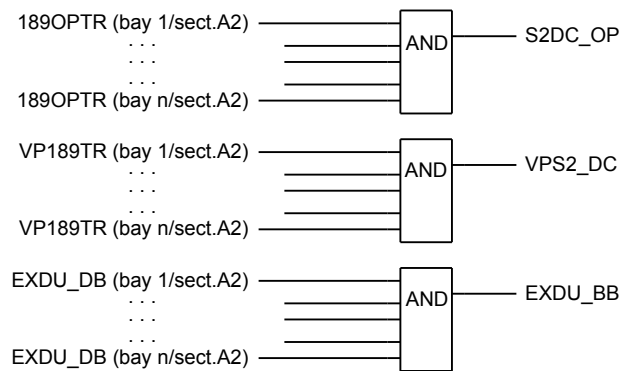 189OPTR (bay 1/sect.A2)
. . .
. . .
. . .
189OPTR (bay n/sect.A2)
AND
S2DC_OP
VP189TR (bay 1/sect.A2)
. . .
. . .
. . .
VP189TR (bay n/sect.A2)
AND
VPS2_DC
EXDU_DB (bay 1/sect.A2)
. . .
. . .
. . .
EXDU_DB (bay n/sect.A2)
AND
EXDU_BB